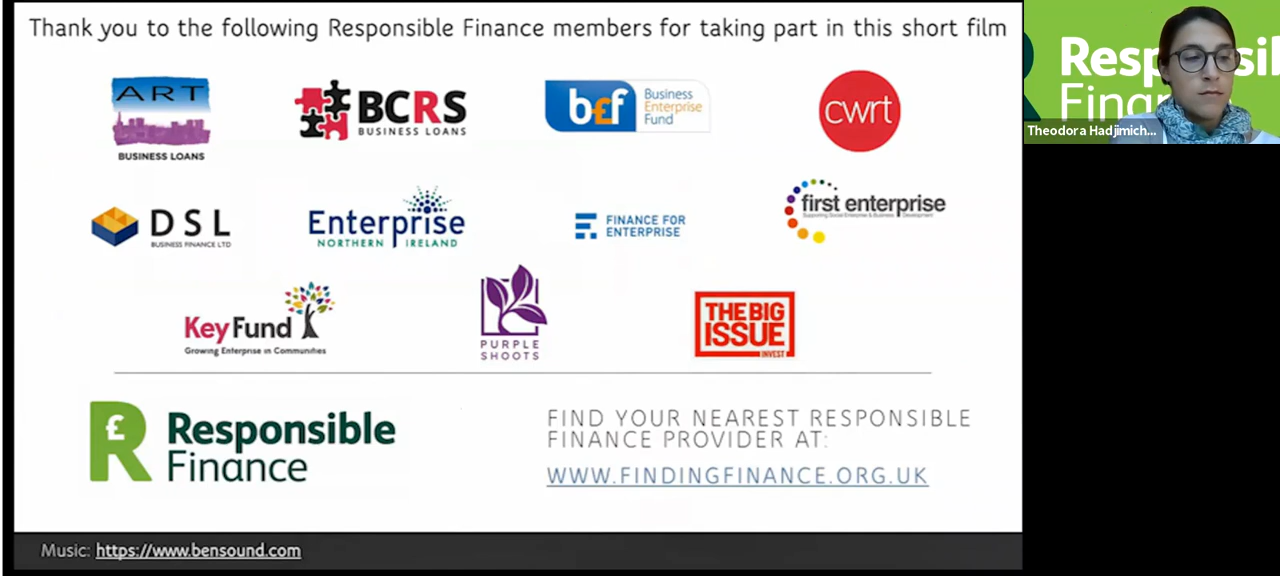 Thank you to the following Responsible Finance members for taking part in this short film
ART
BUSINESS LOANS
BCRS
BUSINESS LOANS
b£f
Business
Enterprise
Fund
cwrt
DSL
BUSINESS FINANCE LTD
Enterprise
NORTHERN IRELAND
FINANCE FOR
ENTERPRISE
first enterprise
Supporting Social Enterprise & Business Development
KeyFund
Growing Enterprise in Communities
PURPLE
SHOOTS
THE BIG
ISSUE
INVEST
R£
Responsible
Finance
FIND YOUR NEAREST RESPONSIBLE
FINANCE PROVIDER AT:
WWW.FINDINGFINANCE.ORG.UK
Music: https://www.bensound.com
Theodora Hadjimich...